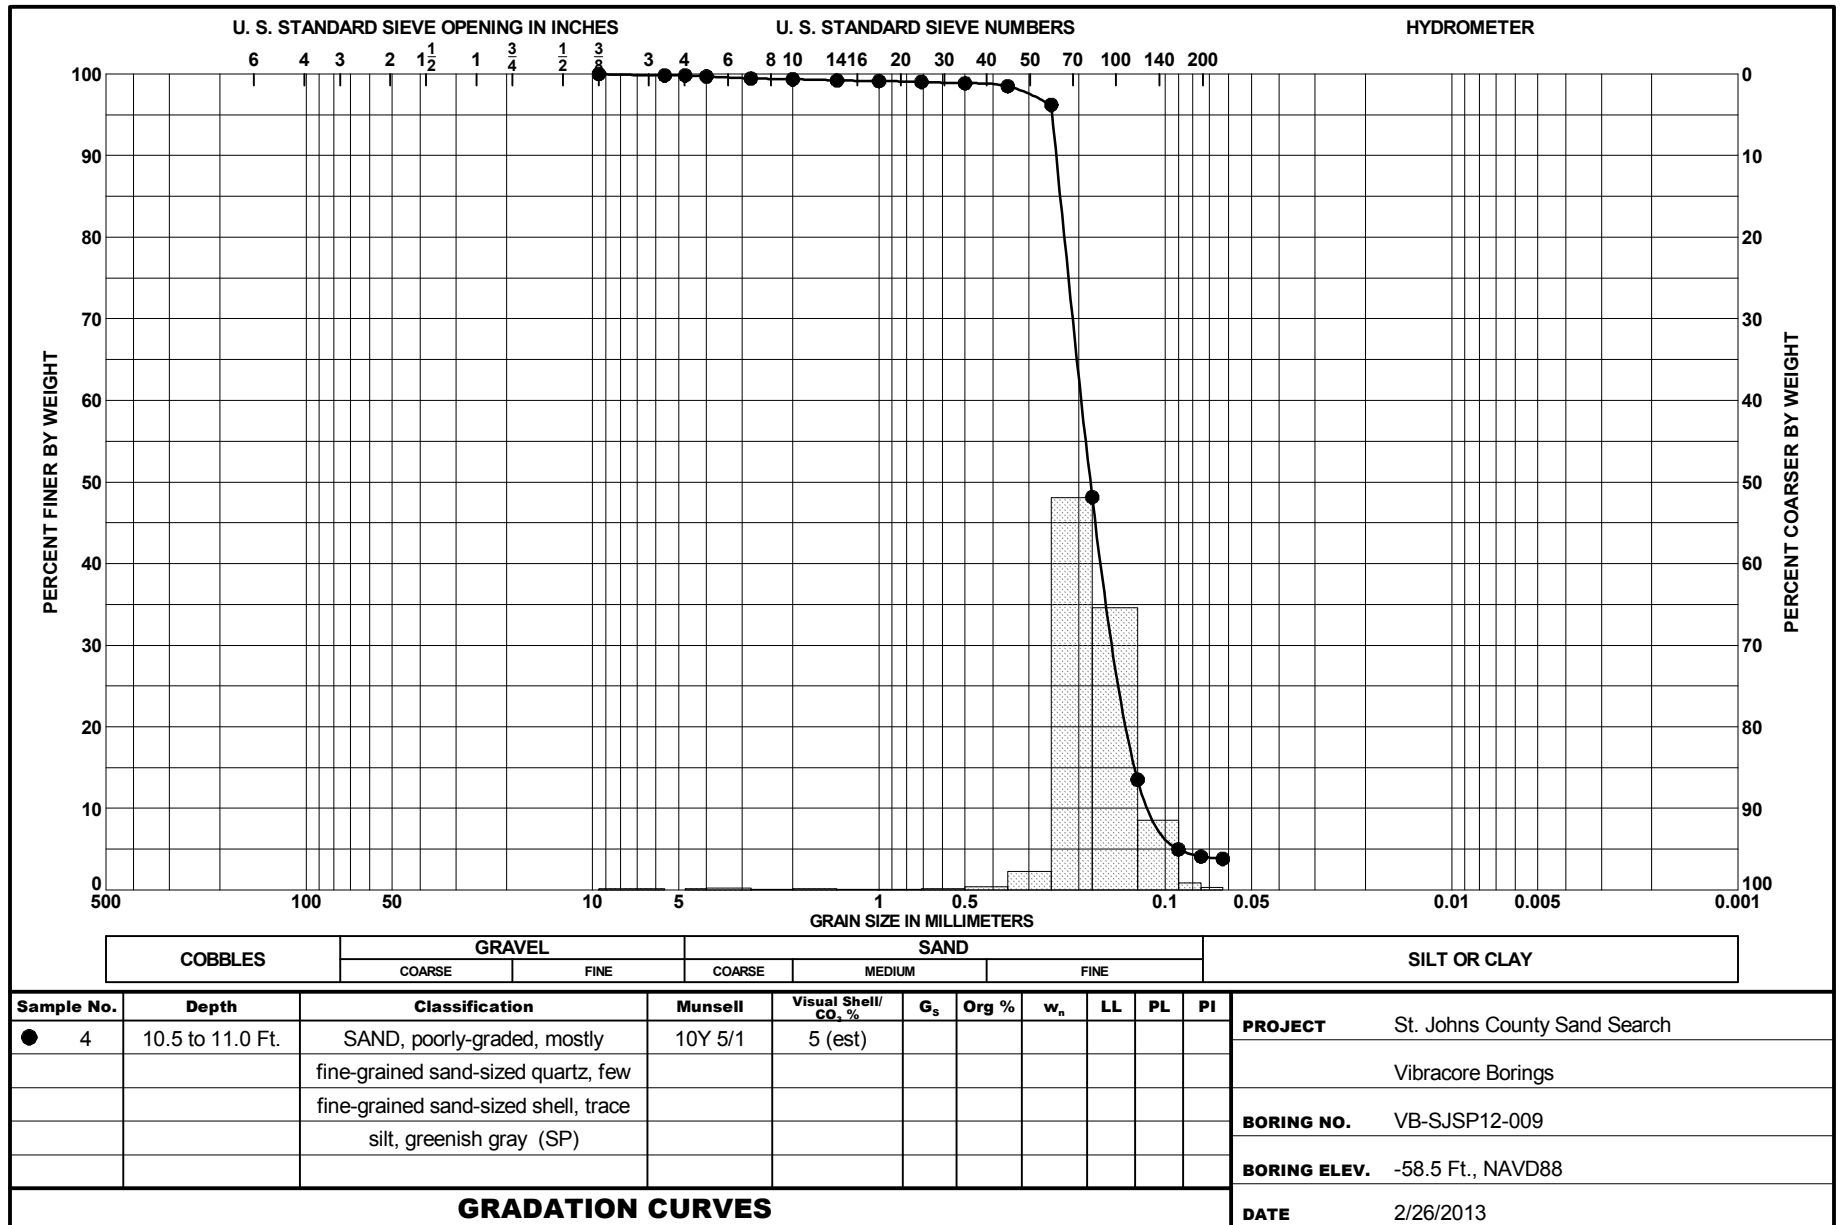 U. S. STANDARD SIEVE OPENING IN INCHES U. S. STANDARD SIEVE NUMBERS HYDROMETER
6 4 3 2 1 1/2 1 3/4 1/2 3/8 3 4 6 8 10 14 16 20 30 40 50 70 100 140 200
100 0
90 10
80 20
70 30
60 40
50 50
40 60
30 70
20 80
10 90
0 100
PERCENT FINER BY WEIGHT
PERCENT COARSER BY WEIGHT
500 100 50 10 5 1 0.5 0.1 0.05 0.01 0.005 0.001
GRAIN SIZE IN MILLIMETERS
COBBLES GRAVEL SAND SILT OR CLAY
COARSE FINE COARSE MEDIUM FINE
Sample No. Depth Classification Munsell Visual Shell/ CO₃ % Gs Org % wn LL PL PI
4 10.5 to 11.0 Ft. SAND, poorly-graded, mostly 10Y 5/1 5 (est)
fine-grained sand-sized quartz, few
fine-grained sand-sized shell, trace
silt, greenish gray (SP)
PROJECT St. Johns County Sand Search
Vibracore Borings
BORING NO. VB-SJSP12-009
BORING ELEV. -58.5 Ft., NAVD88
DATE 2/26/2013
GRADATION CURVES